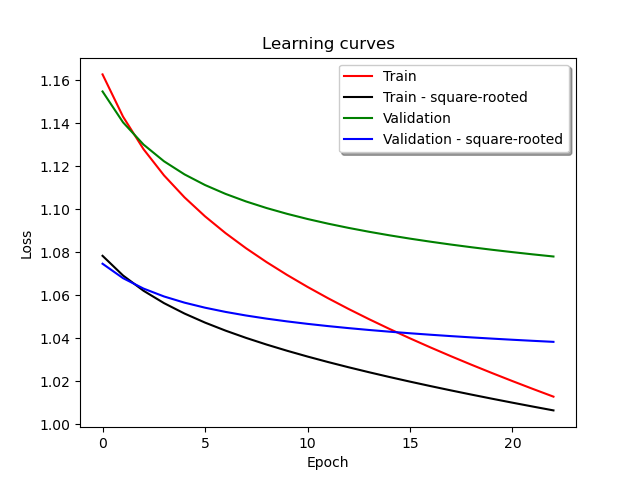 Learning curves
Train
Train - square-rooted
Validation
Validation - square-rooted
Loss
1.16
1.14
1.12
1.10
1.08
1.06
1.04
1.02
1.00
0 5 10 15 20
Epoch